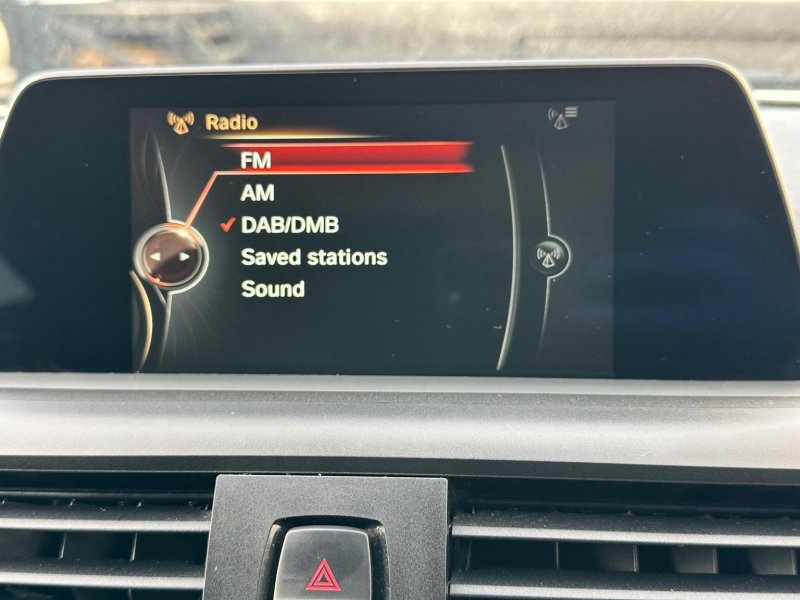 Radio
FM
AM
DAB/DMB
Saved stations
Sound